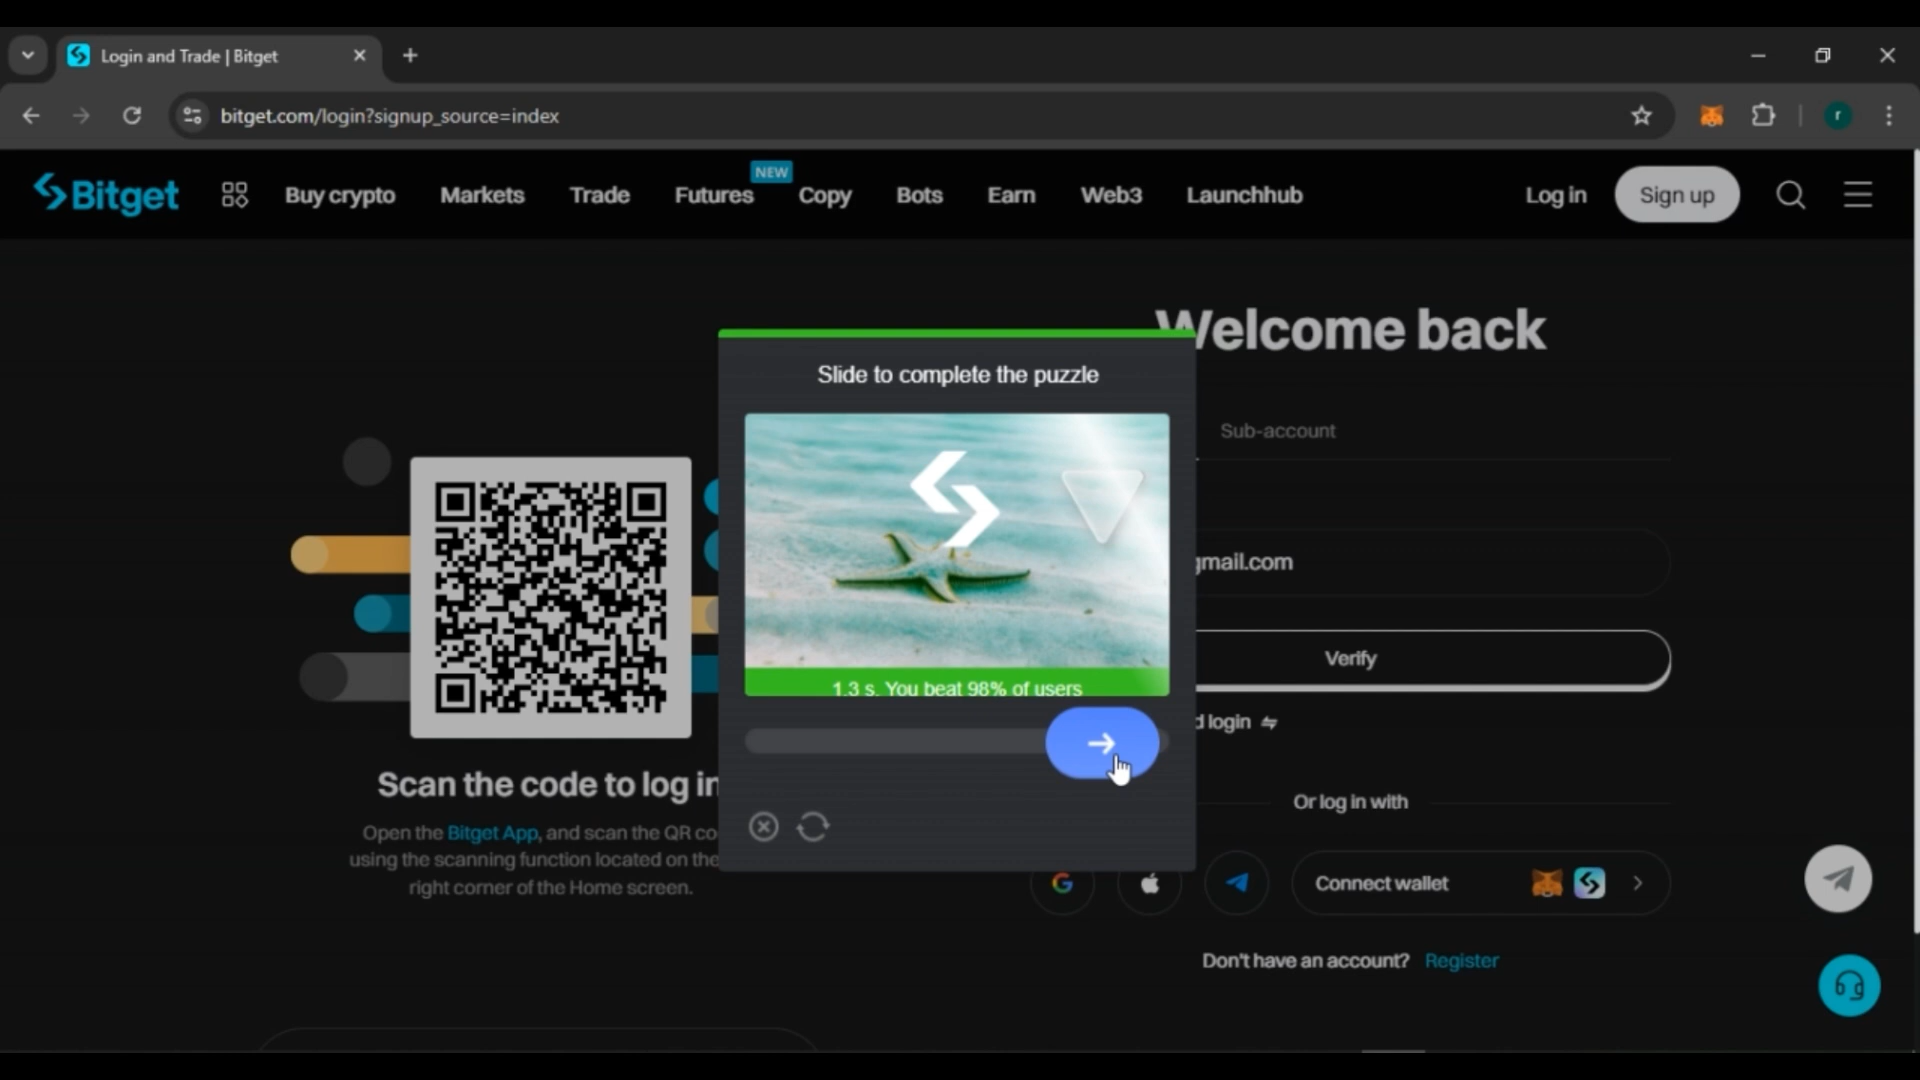 Login and Trade | Bitget
bitget.com/login?signup_source=index
r
Bitget
Buy crypto
Markets
Trade
Futures
NEW
Copy
Bots
Earn
Web3
Launchhub
Log in
Sign up
Welcome back
Slide to complete the puzzle
Sub-account
gmail.com
Verify
1.3 s. You beat 98% of users
d login
Scan the code to log in
Open the Bitget App, and scan the QR co
using the scanning function located on the
right corner of the Home screen.
Or log in with
G
Connect wallet
Don't have an account? Register